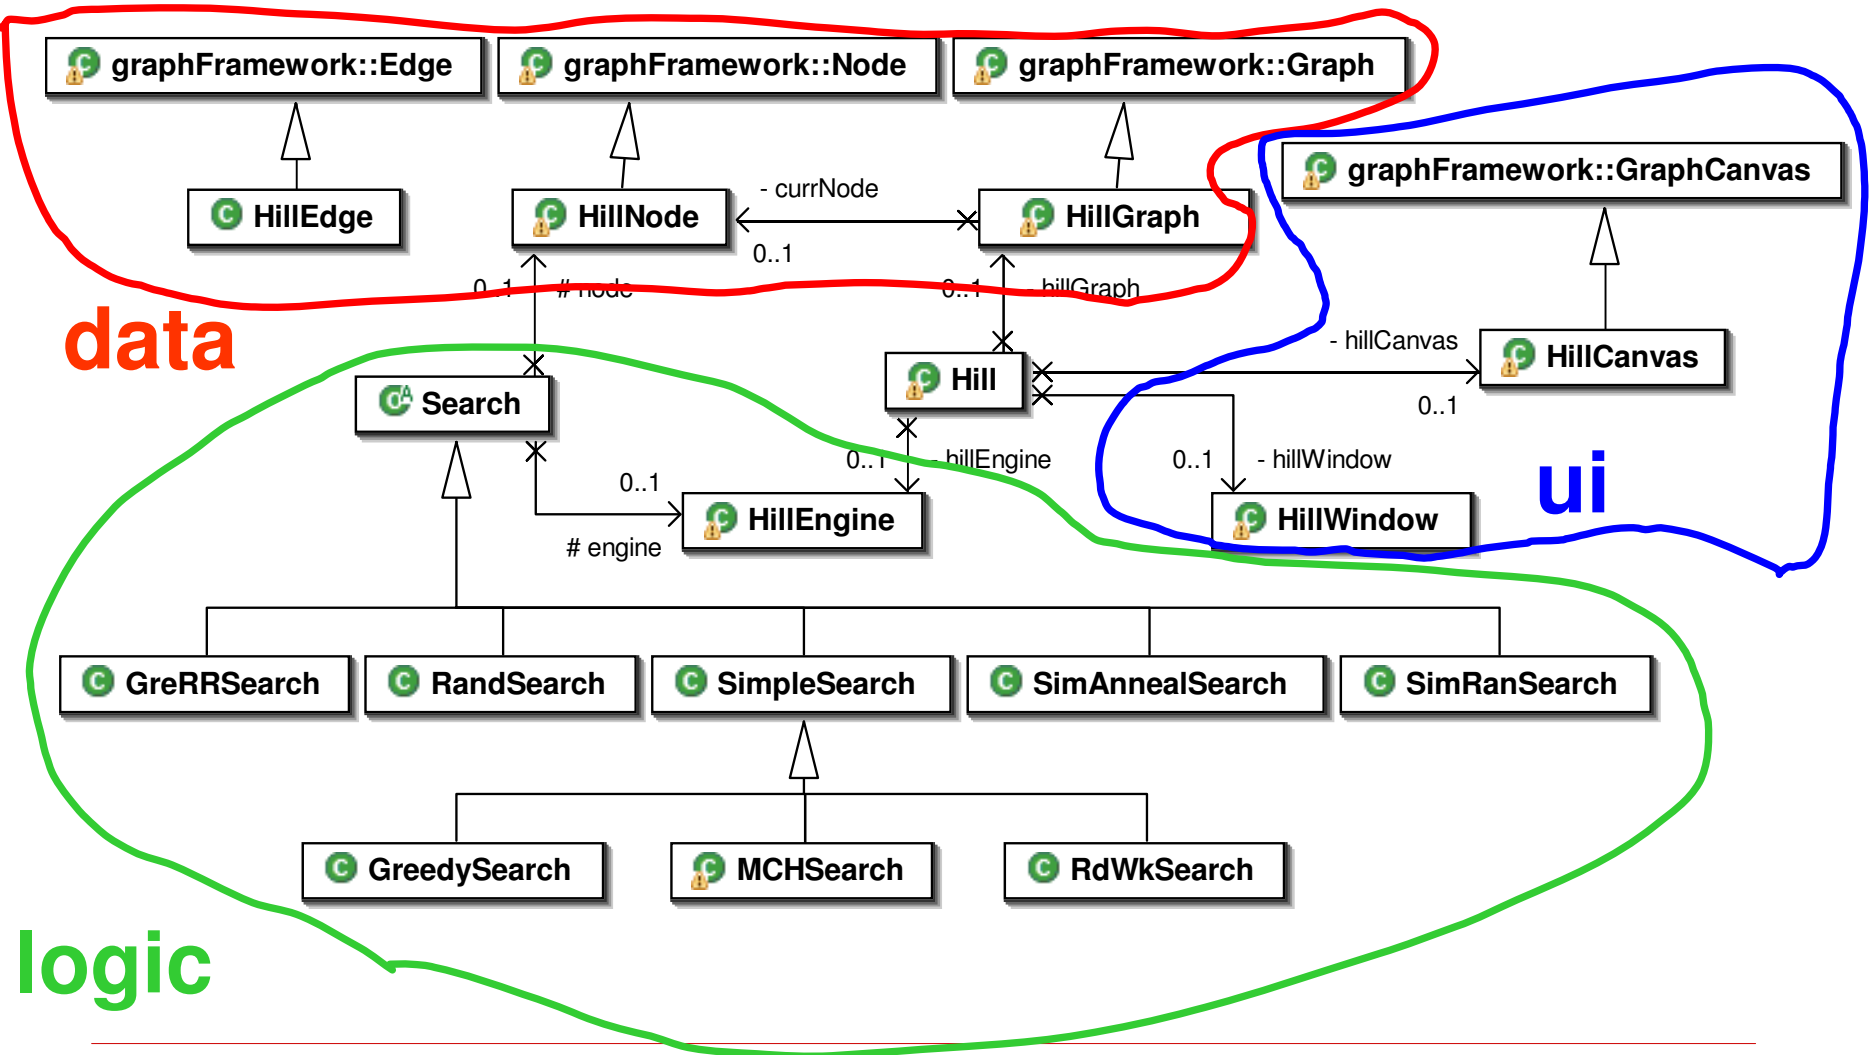 graphFramework::Edge
graphFramework::Node
graphFramework::Graph
graphFramework::GraphCanvas
HillEdge
HillNode
- currNode
0..1
HillGraph
0..1
# node
0..1
- hillGraph
data
Search
Hill
- hillCanvas
0..1
HillCanvas
0..1
- hillEngine
0..1
- hillWindow
ui
0..1
# engine
HillEngine
HillWindow
GreRRSearch
RandSearch
SimpleSearch
SimAnnealSearch
SimRanSearch
GreedySearch
MCHSearch
RdWkSearch
logic